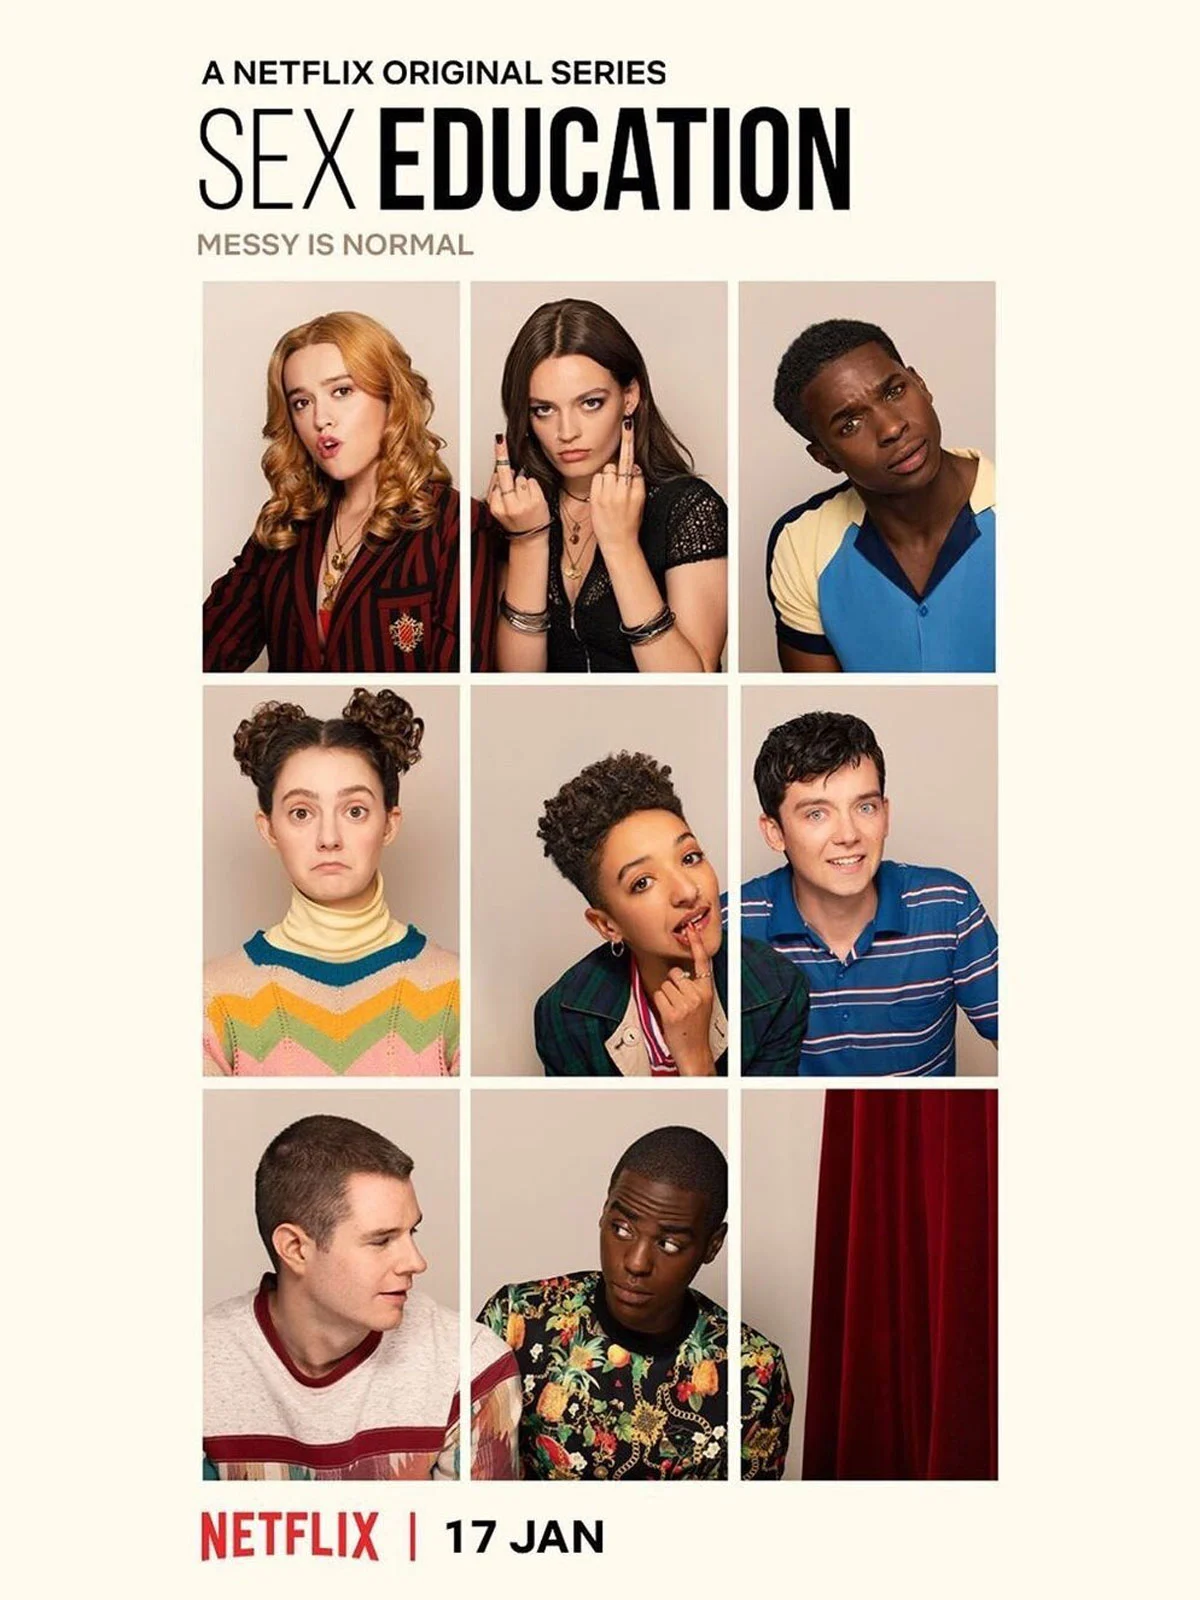 A NETFLIX ORIGINAL SERIES
SEX EDUCATION
MESSY IS NORMAL
NETFLIX | 17 JAN